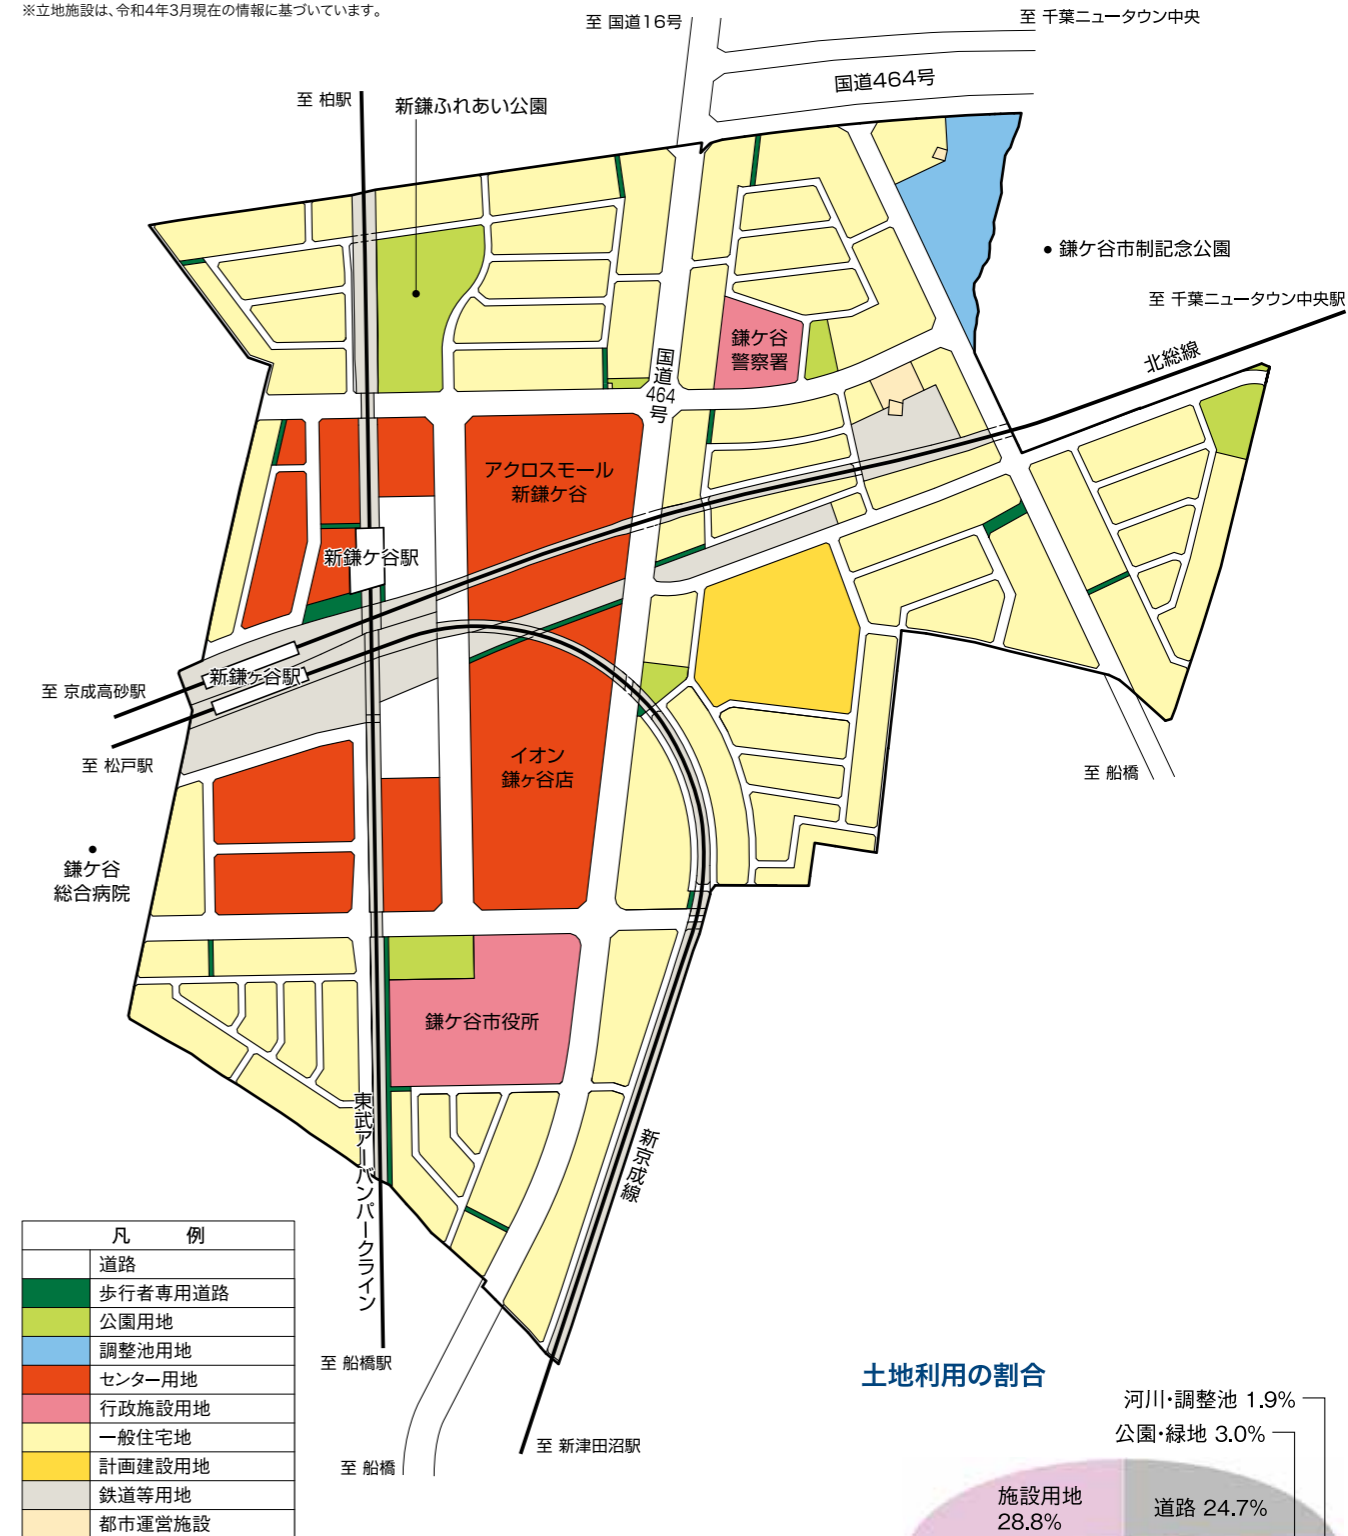 ※立地施設は、令和4年3月現在の情報に基づいています。
至 国道16号
至 千葉ニュータウン中央
国道464号
至 柏駅
新鎌ふれあい公園
鎌ケ谷市制記念公園
至 千葉ニュータウン中央駅
北総線
鎌ケ谷
警察署
国道464号
アクロスモール
新鎌ケ谷
新鎌ケ谷駅
新鎌ヶ谷駅
至 京成高砂駅
至 松戸駅
イオン
鎌ヶ谷店
至 船橋
鎌ケ谷
総合病院
鎌ケ谷市役所
東武アーバンパークライン
新京成線
凡 例
道路
歩行者専用道路
公園用地
調整池用地
センター用地
行政施設用地
一般住宅地
計画建設用地
鉄道等用地
都市運営施設
至 船橋駅
至 船橋
至 新津田沼駅
土地利用の割合
河川・調整池 1.9%
公園・緑地 3.0%
施設用地
28.8%
道路 24.7%